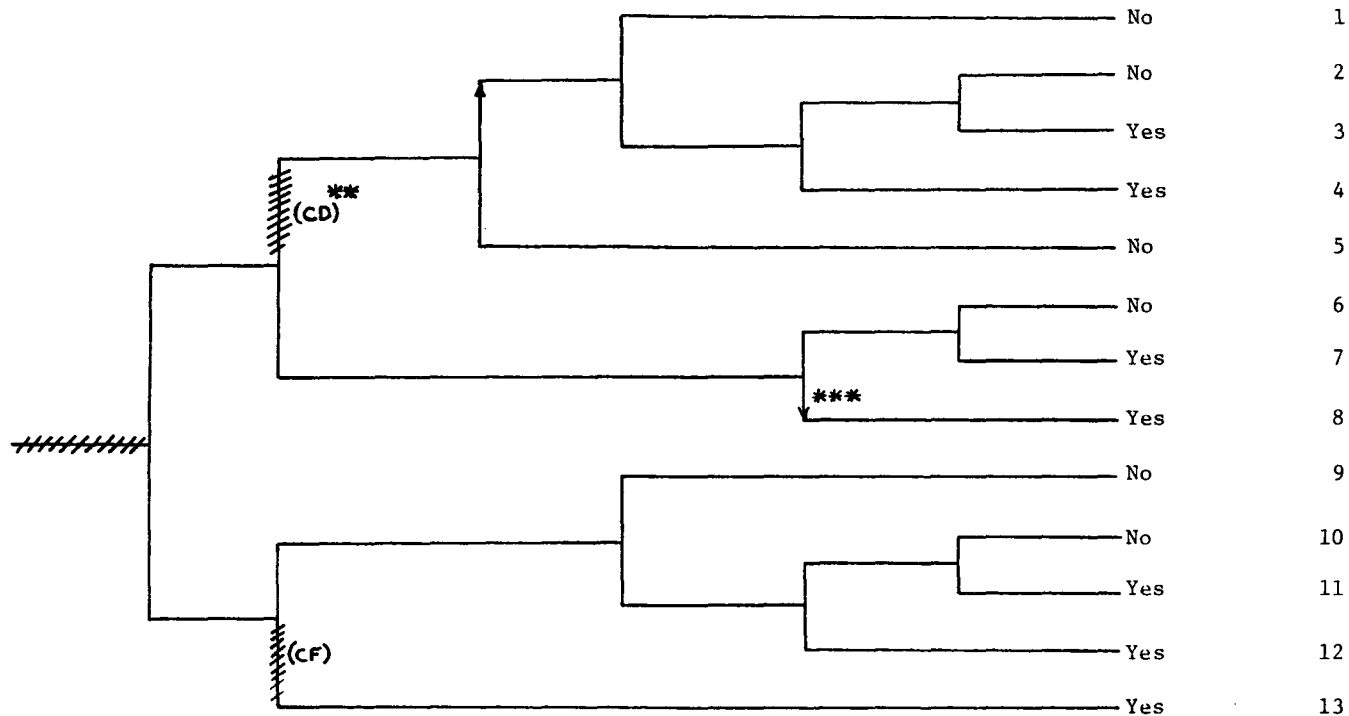 No 1
No 2
Yes 3
Yes 4
(CD)**
No 5
No 6
Yes 7
***
Yes 8
No 9
No 10
Yes 11
(CF)
Yes 12
Yes 13